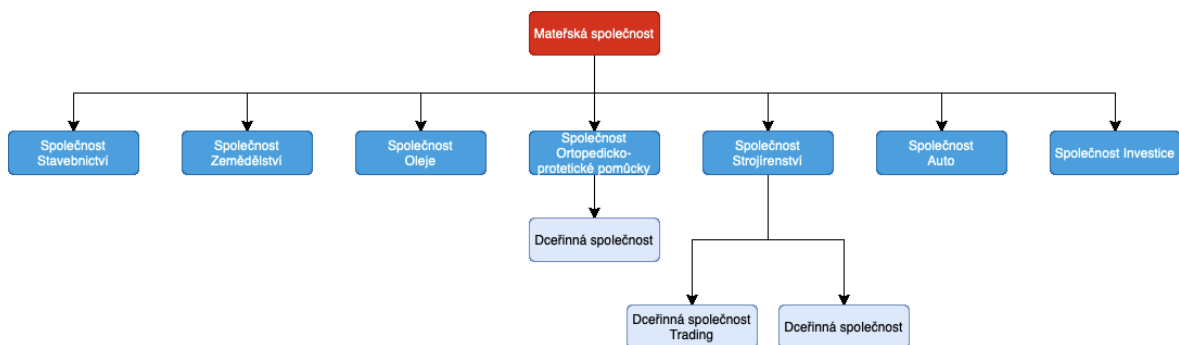 Mateřská společnost
Společnost
Stavebnictví
Společnost
Zemědělství
Společnost
Oleje
Společnost
Ortopedicko-
protetické pomůcky
Společnost
Strojírenství
Společnost
Auto
Společnost Investice
Dceřinná společnost
Dceřinná společnost
Trading
Dceřinná společnost